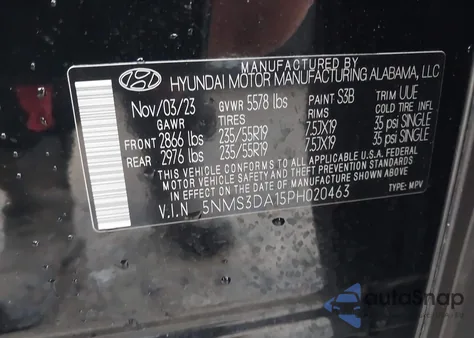 MANUFACTURED BY
HYUNDAI MOTOR MANUFACTURING ALABAMA, LLC
Nov/03/23 GVWR 5578 lbs PAINT S3B TRIM UUE
GAWR RIMS COLD TIRE INFL.
FRONT 2866 lbs 235/55R19 7.5JX19 35 psi SINGLE
REAR 2976 lbs 235/55R19 7.5JX19 35 psi SINGLE
THIS VEHICLE CONFORMS TO ALL APPLICABLE U.S.A. FEDERAL
MOTOR VEHICLE SAFETY AND THEFT PREVENTION STANDARDS
IN EFFECT ON THE DATE OF MANUFACTURE SHOWN ABOVE.
V.I.N. 5NMS3DA15PH020463 TYPE: MPV
autoSnap